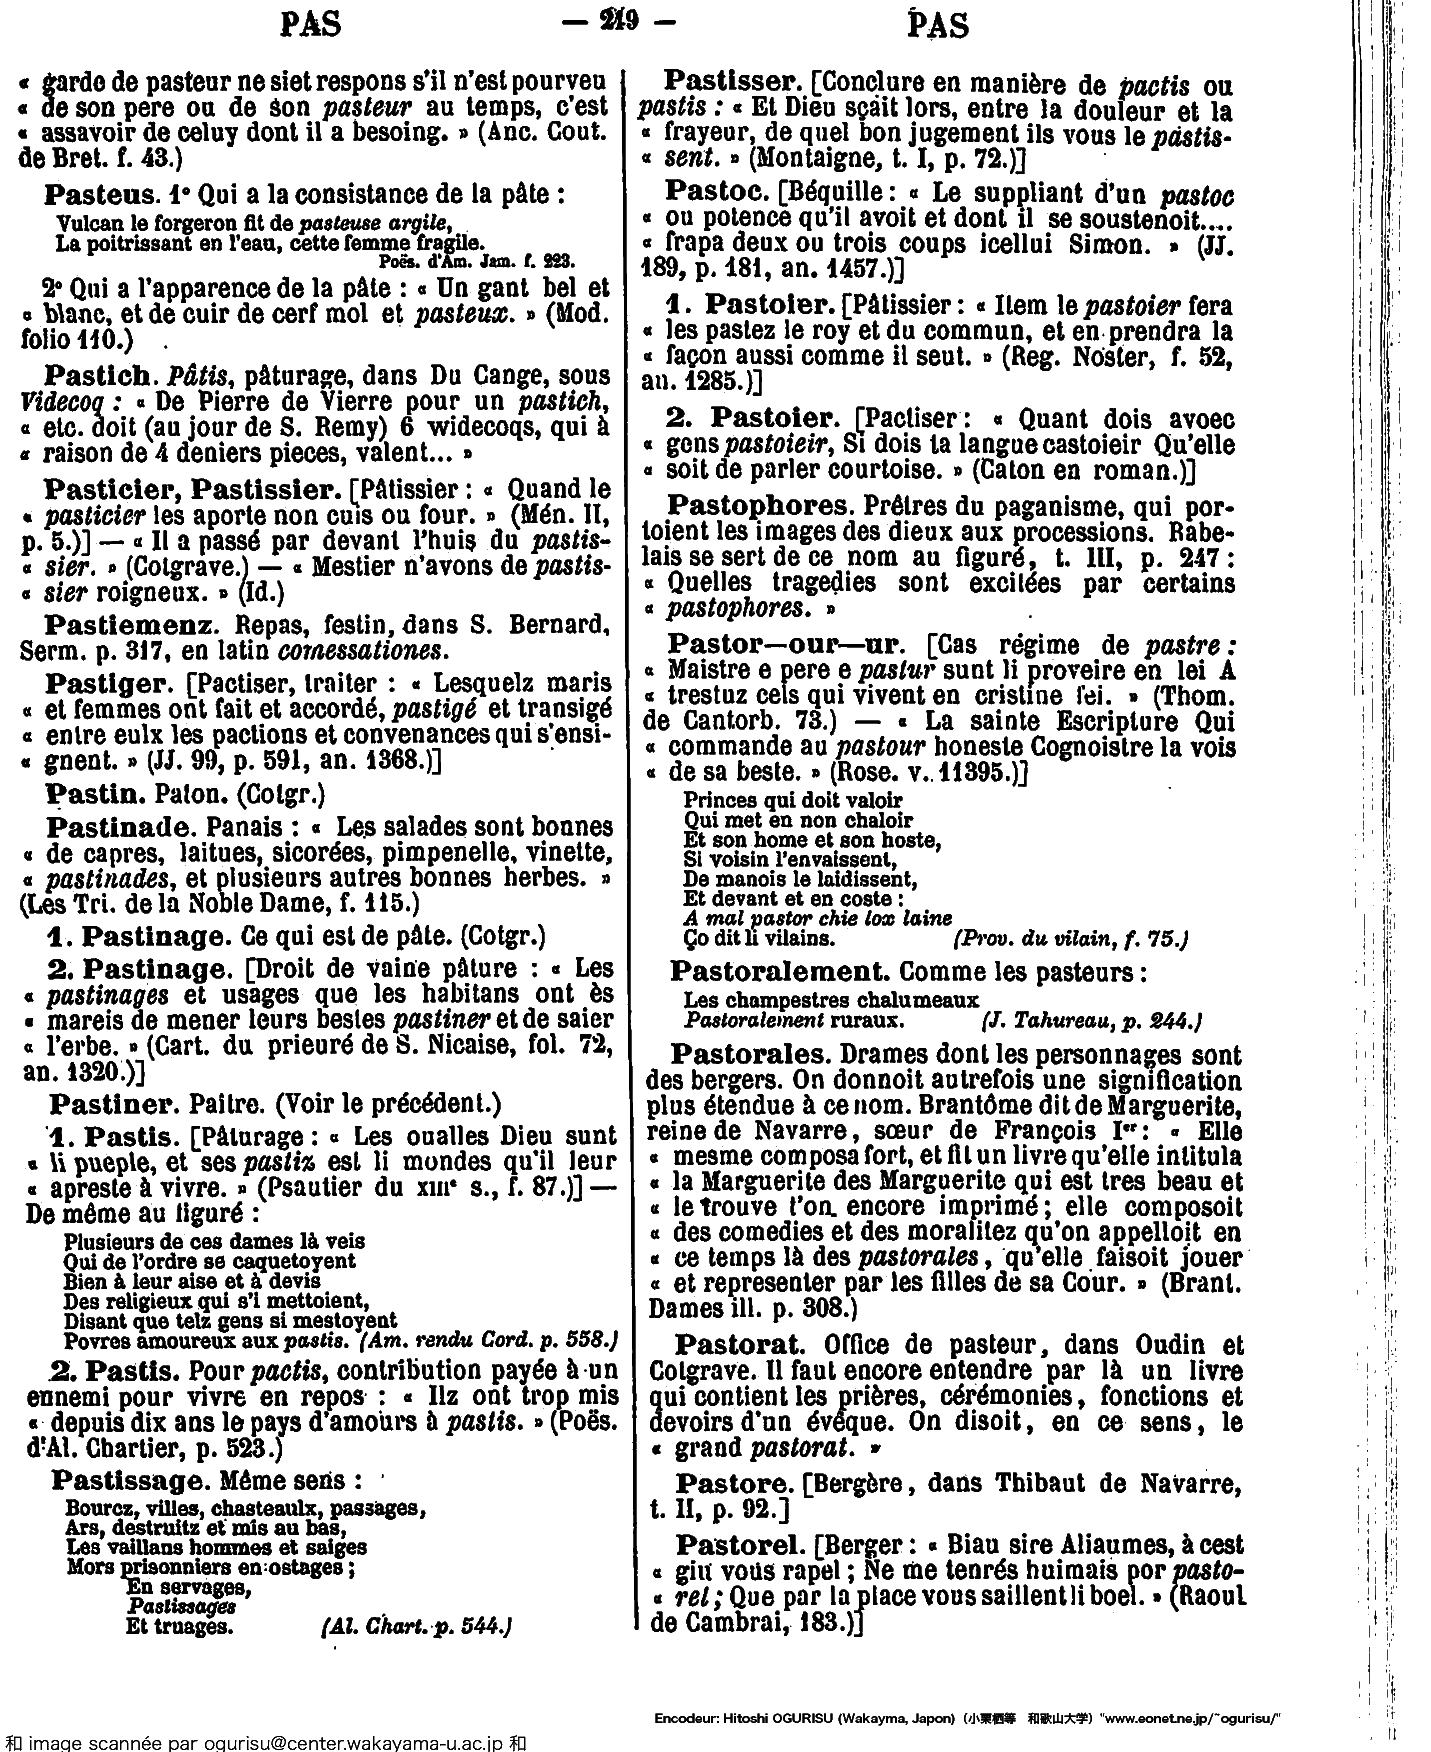 PAS — 219 — PAS
« garde de pasteur ne siet respons s'il n'est pourveu
« de son pere ou de son pasteur au temps, c'est
« assavoir de celuy dont il a besoing. » (Anc. Cout.
de Bret. f. 43.)
Pasteus. 1° Qui a la consistance de la pâte :
Vulcan le forgeron fit de pasteuse argile,
La poitrissant en l'eau, cette femme fragile.
Poës. d'Am. Jam. f. 223.
2° Qui a l'apparence de la pâte : « Un gant bel et
« blanc, et de cuir de cerf mol et pasteux. » (Mod.
folio 110.)
Pastich. Pâtis, pâturage, dans Du Cange, sous
Videcoq : « De Pierre de Vierre pour un pastich,
« etc. doit (au jour de S. Remy) 6 widecoqs, qui à
« raison de 4 deniers pieces, valent... »
Pasticier, Pastissier. [Pâtissier : « Quand le
« pasticier les aporte non cuis ou four. » (Mén. II,
p. 5.)] — « Il a passé par devant l'huis du pastis-
« sier. » (Cotgrave.) — « Mestier n'avons de pastis-
« sier roigneux. » (Id.)
Pastiemenz. Repas, festin, dans S. Bernard,
Serm. p. 317, en latin comessationes.
Pastiger. [Pactiser, traiter : « Lesquelz maris
« et femmes ont fait et accordé, pastigé et transigé
« entre eulx les pactions et convenances qui s'ensi-
« gnent. » (JJ. 99, p. 591, an. 1368.)]
Pastin. Paton. (Cotgr.)
Pastinade. Panais : « Les salades sont bonnes
« de capres, laitues, sicorées, pimpenelle, vinette,
« pastinades, et plusieurs autres bonnes herbes. »
(Les Tri. de la Noble Dame, f. 115.)
1. Pastinage. Ce qui est de pâte. (Cotgr.)
2. Pastinage. [Droit de vaine pâture : « Les
« pastinages et usages que les habitans ont ès
« mareis de mener leurs bestes pastiner et de saier
« l'erbe. » (Cart. du prieuré de S. Nicaise, fol. 72,
an. 1320.)]
Pastiner. Paitre. (Voir le précédent.)
1. Pastis. [Pâturage : « Les oualles Dieu sunt
« li pueple, et ses pastiz est li mondes qu'il leur
« apreste à vivre. » (Psautier du XIIIe s., f. 87.)] —
De même au figuré :
Plusieurs de ces dames là veis
Qui de l'ordre se caquetoyent
Bien à leur aise et à devis
Des religieux qui s'i mettoient,
Disant que telz gens si mestoyent
Povres amoureux aux pastis. (Am. rendu Cord. p. 558.)
2. Pastis. Pour pactis, contribution payée à un
ennemi pour vivre en repos : « Ilz ont trop mis
« depuis dix ans le pays d'amours à pastis. » (Poës.
d'Al. Chartier, p. 523.)
Pastissage. Même sens :
Bourcz, villes, chasteaulx, passages,
Ars, destruitz et mis au bas,
Les vaillans hommes et saiges
Mors prisonniers en ostages ;
En servages,
Pastissages
Et truages. (Al. Chart. p. 544.)
Pastisser. [Conclure en manière de pactis ou
pastis : « Et Dieu sçait lors, entre la douleur et la
« frayeur, de quel bon jugement ils vous le pastis-
« sent. » (Montaigne, t. I, p. 72.)]
Pastoc. [Béquille : « Le suppliant d'un pastoc
« ou potence qu'il avoit et dont il se soustenoit....
« frapa deux ou trois coups icellui Simon. » (JJ.
189, p. 181, an. 1457.)]
1. Pastoier. [Pâtissier : « Item le pastoier fera
« les pastez le roy et du commun, et en prendra la
« façon aussi comme il seut. » (Reg. Noster, f. 52,
an. 1285.)]
2. Pastoier. [Pactiser : « Quant dois avoec
« gens pastoieir, Si dois ta langue castoieir Qu'elle
« soit de parler courtoise. » (Caton en roman.)]
Pastophores. Prêtres du paganisme, qui por-
toient les images des dieux aux processions. Rabe-
lais se sert de ce nom au figuré, t. III, p. 247 :
« Quelles tragedies sont excitées par certains
« pastophores. »
Pastor—our—ur. [Cas régime de pastre :
« Maistre e pere e pastur sunt li proveire en lei A
« trestuz cels qui vivent en cristine fei. » (Thom.
de Cantorb. 73.) — « La sainte Escripture Qui
« commande au pastour honeste Cognoistre la vois
« de sa beste. » (Rose. v. 11395.)]
Princes qui doit valoir
Qui met en non chaloir
Et son home et son hoste,
Si voisin l'envaissent,
De manois le laidissent,
Et devant et en coste :
A mal pastor chie lox laine
Ço dit li vilains. (Prov. du vilain, f. 75.)
Pastoralement. Comme les pasteurs :
Les champestres chalumeaux
Pastoralement ruraux. (J. Tahureau, p. 244.)
Pastorales. Drames dont les personnages sont
des bergers. On donnoit autrefois une signification
plus étendue à ce nom. Brantôme dit de Marguerite,
reine de Navarre, sœur de François Ier : « Elle
« mesme composa fort, et fit un livre qu'elle intitula
« la Marguerite des Marguerite qui est tres beau et
« le trouve t'on encore imprimé ; elle composoit
« des comedies et des moralitez qu'on appelloit en
« ce temps là des pastorales, qu'elle faisoit jouer
« et representer par les filles de sa Cour. » (Brant.
Dames ill. p. 308.)
Pastorat. Office de pasteur, dans Oudin et
Cotgrave. Il faut encore entendre par là un livre
qui contient les prières, cérémonies, fonctions et
devoirs d'un évêque. On disoit, en ce sens, le
« grand pastorat. »
Pastore. [Bergère, dans Thibaut de Navarre,
t. II, p. 92.]
Pastorel. [Berger : « Biau sire Aliaumes, à cest
« giu vous rapel ; Ne me tenrés huimais por pasto-
« rel ; Que par la place vous saillent li boel. » (Raoul
de Cambrai, 183.)]
Encodeur: Hitoshi OGURISU (Wakayma, Japon) (小栗栖等 和歌山大学) "www.eonet.ne.jp/~ogurisu/"
和 image scannée par ogurisu@center.wakayama-u.ac.jp 和